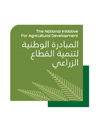 The National Initiative
For Agricultural Development
المبادرة الوطنية
لتنمية القطاع
الزراعي